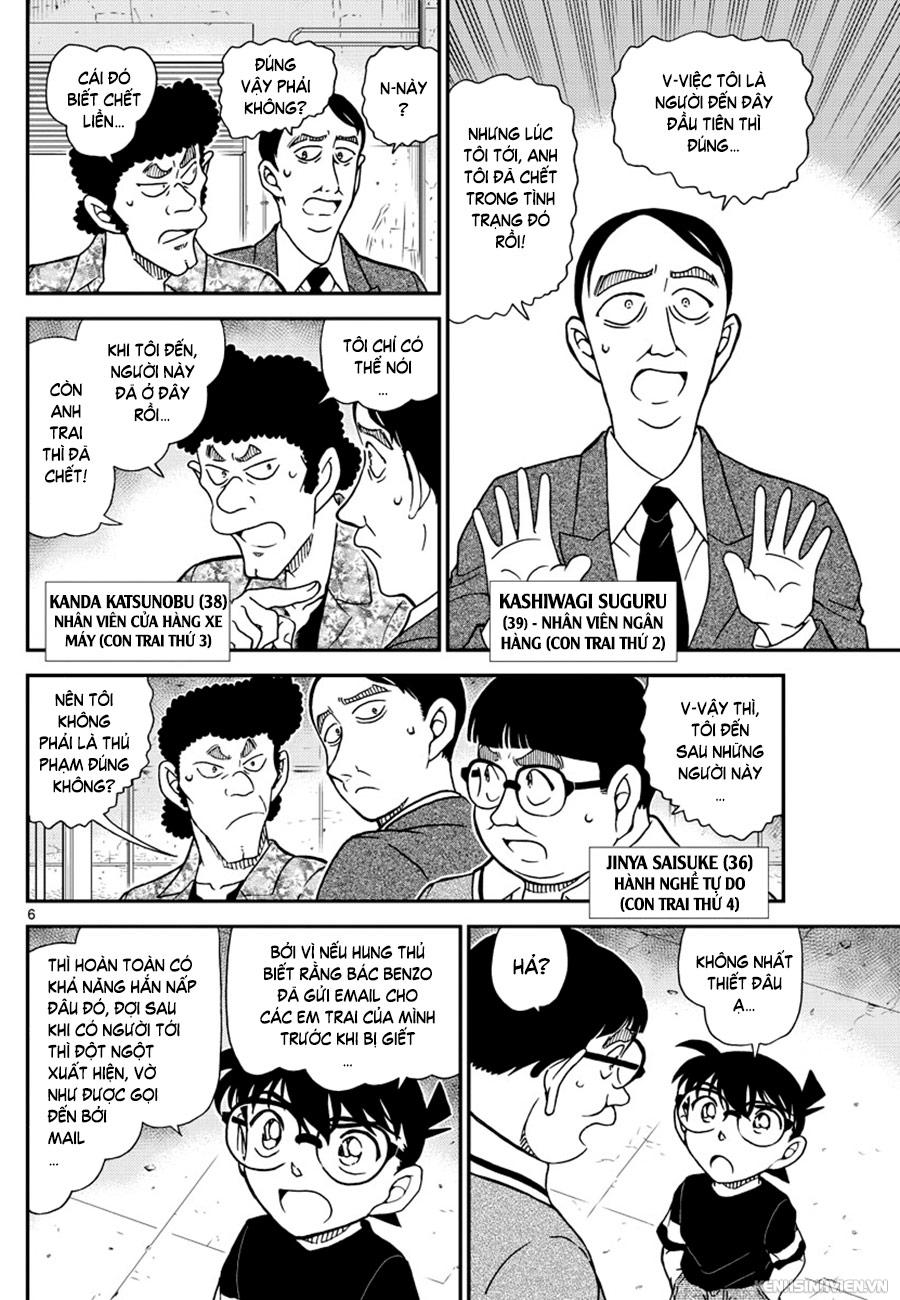 V-VIỆC TÔI LÀ
NGƯỜI ĐẾN ĐÂY
ĐẦU TIÊN THÌ
ĐÚNG...
NHƯNG LÚC
TÔI TỚI, ANH
TÔI ĐÃ CHẾT
TRONG TÌNH
TRẠNG ĐÓ
RỒI!
KASHIWAGI SUGURU
(39) - NHÂN VIÊN NGÂN
HÀNG (CON TRAI THỨ 2)
N-NÀY
?
ĐÚNG
VẬY PHẢI
KHÔNG?
CÁI ĐÓ
BIẾT CHẾT
LIỀN...
TÔI CHỈ CÓ
THỂ NÓI
...
KHI TÔI ĐẾN,
NGƯỜI NÀY
ĐÃ Ở ĐÂY
RỒI...
CÒN
ANH
TRAI
THÌ ĐÃ
CHẾT!
KANDA KATSUNOBU (38)
NHÂN VIÊN CỬA HÀNG XE
MÁY (CON TRAI THỨ 3)
V-VẬY THÌ,
TÔI ĐẾN
SAU NHỮNG
NGƯỜI NÀY
...
JINYA SAISUKE (36)
HÀNH NGHỀ TỰ DO
(CON TRAI THỨ 4)
NÊN TÔI
KHÔNG
PHẢI LÀ THỦ
PHẠM ĐÚNG
KHÔNG?
6
KHÔNG NHẤT
THIẾT ĐÂU
Ạ...
HẢ?
BỞI VÌ NẾU HUNG THỦ
BIẾT RẰNG BÁC BENZO
ĐÃ GỬI EMAIL CHO
CÁC EM TRAI CỦA MÌNH
TRƯỚC KHI BỊ GIẾT
...
THÌ HOÀN TOÀN CÓ
KHẢ NĂNG HẮN NẤP
ĐÂU ĐÓ, ĐỢI SAU
KHI CÓ NGƯỜI TỚI
THÌ ĐỘT NGỘT
XUẤT HIỆN, VỜ
NHƯ ĐƯỢC GỌI
ĐẾN BỞI
MAIL
...
KENHSINHVIEN.VN